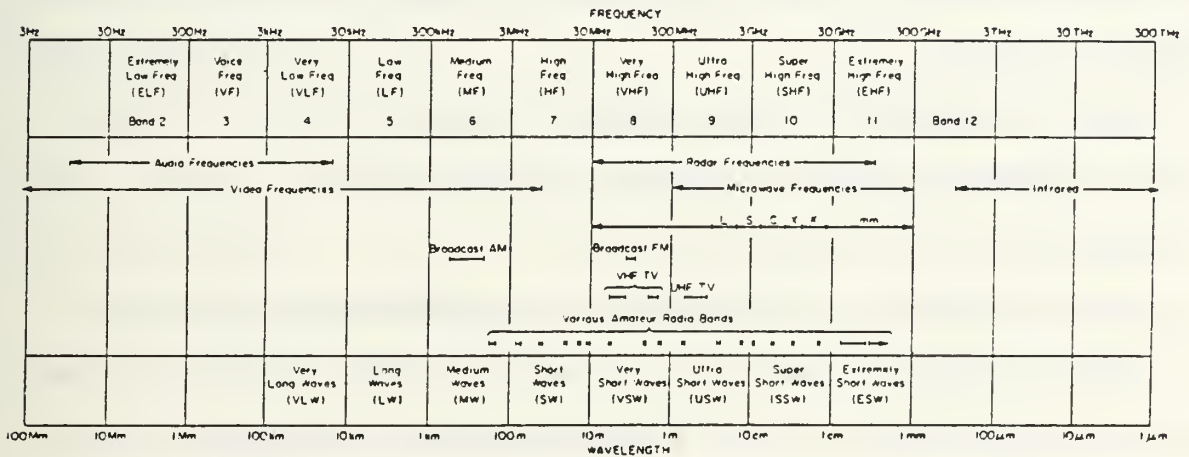 FREQUENCY
3Hz 30Hz 300Hz 3kHz 30kHz 300kHz 3MHz 30MHz 300MHz 3GHz 30GHz 300GHz 3THz 30THz 300THz
Extremely Voice Very Low Medium High Very Ultra Super Extremely
Low Freq Freq Low Freq Freq Freq Freq High Freq High Freq High Freq High Freq
(ELF) (VF) (VLF) (LF) (MF) (HF) (VHF) (UHF) (SHF) (EHF)
Band 2 3 4 5 6 7 8 9 10 11 Band 12
Audio Frequencies Radar Frequencies
Video Frequencies Microwave Frequencies Infrared
L S C X K mm
Broadcast AM Broadcast FM
VHF TV
UHF TV
Various Amateur Radio Bands
Very Long Medium Short Very Ultra Super Extremely
Long Waves Waves Waves Waves Short Waves Short Waves Short Waves Short Waves
(VLW) (LW) (MW) (SW) (VSW) (USW) (SSW) (ESW)
100Mm 10Mm 1Mm 100km 10km 1km 100m 10m 1m 10cm 1cm 1mm 100μm 10μm 1μm
WAVELENGTH